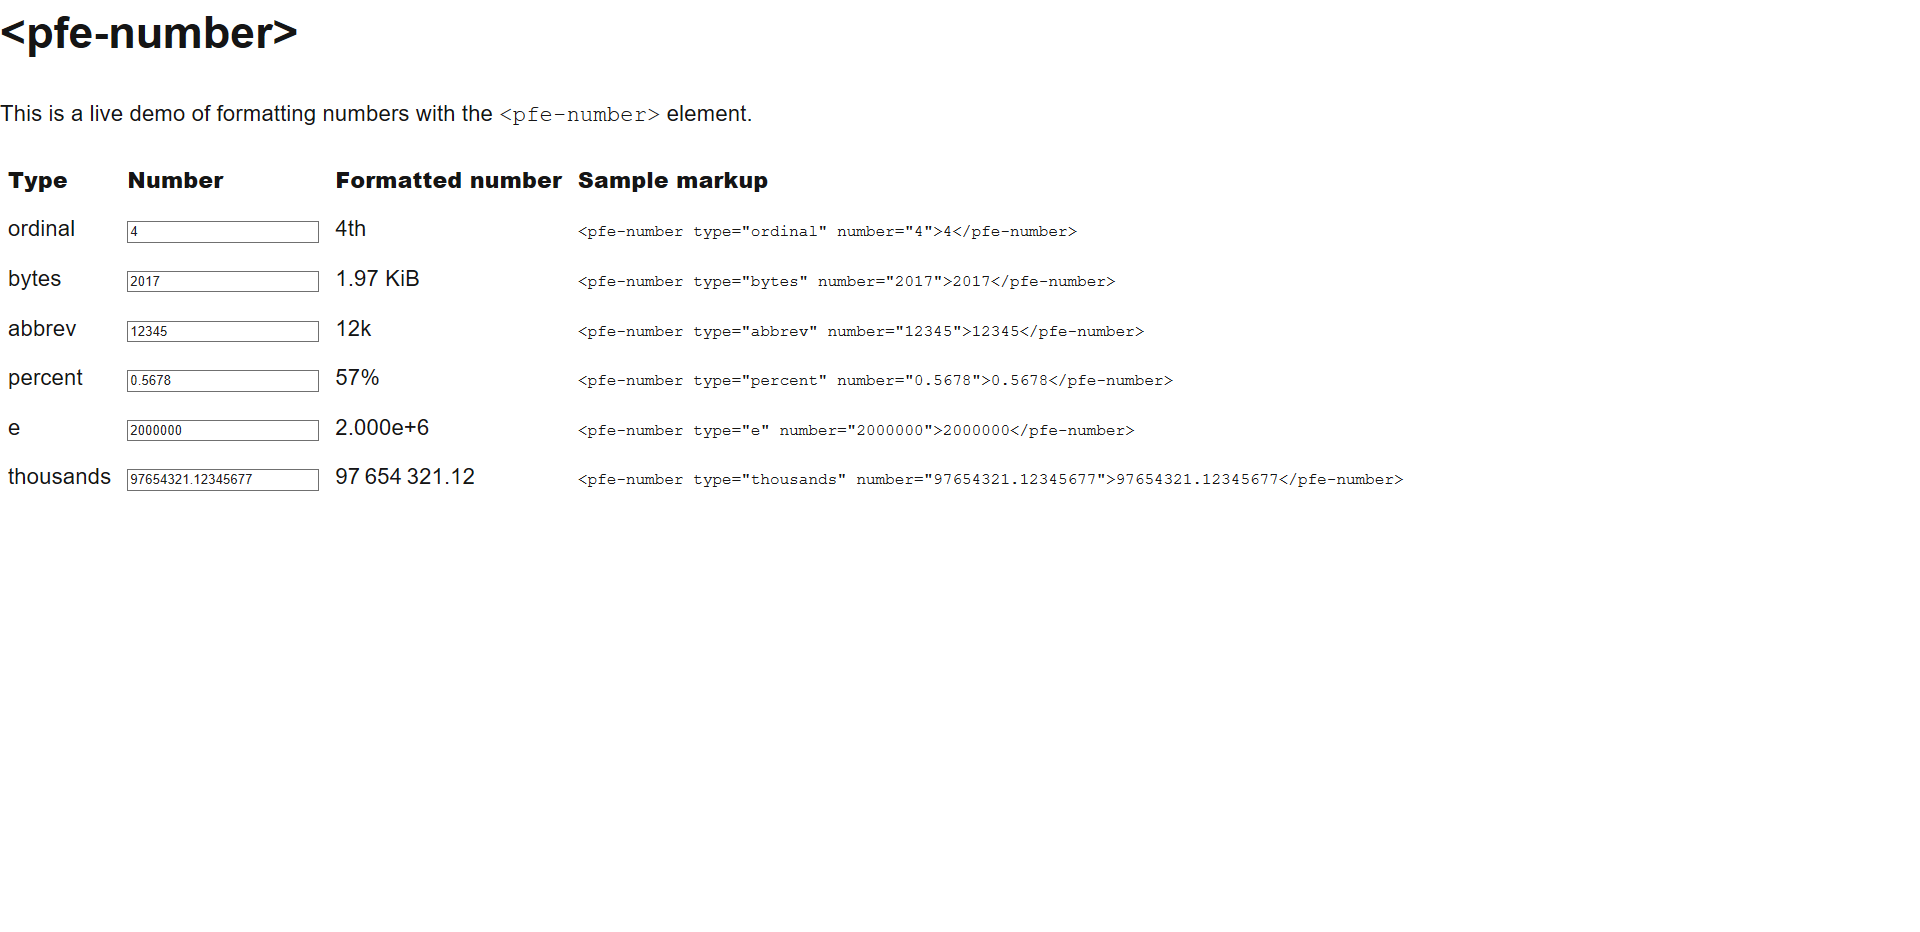 <pfe-number>
This is a live demo of formatting numbers with the <pfe-number> element.
Type Number Formatted number Sample markup
ordinal 4 4th <pfe-number type="ordinal" number="4">4</pfe-number>
bytes 2017 1.97 KiB <pfe-number type="bytes" number="2017">2017</pfe-number>
abbrev 12345 12k <pfe-number type="abbrev" number="12345">12345</pfe-number>
percent 0.5678 57% <pfe-number type="percent" number="0.5678">0.5678</pfe-number>
e 2000000 2.000e+6 <pfe-number type="e" number="2000000">2000000</pfe-number>
thousands 97654321.12345677 97 654 321.12 <pfe-number type="thousands" number="97654321.12345677">97654321.12345677</pfe-number>